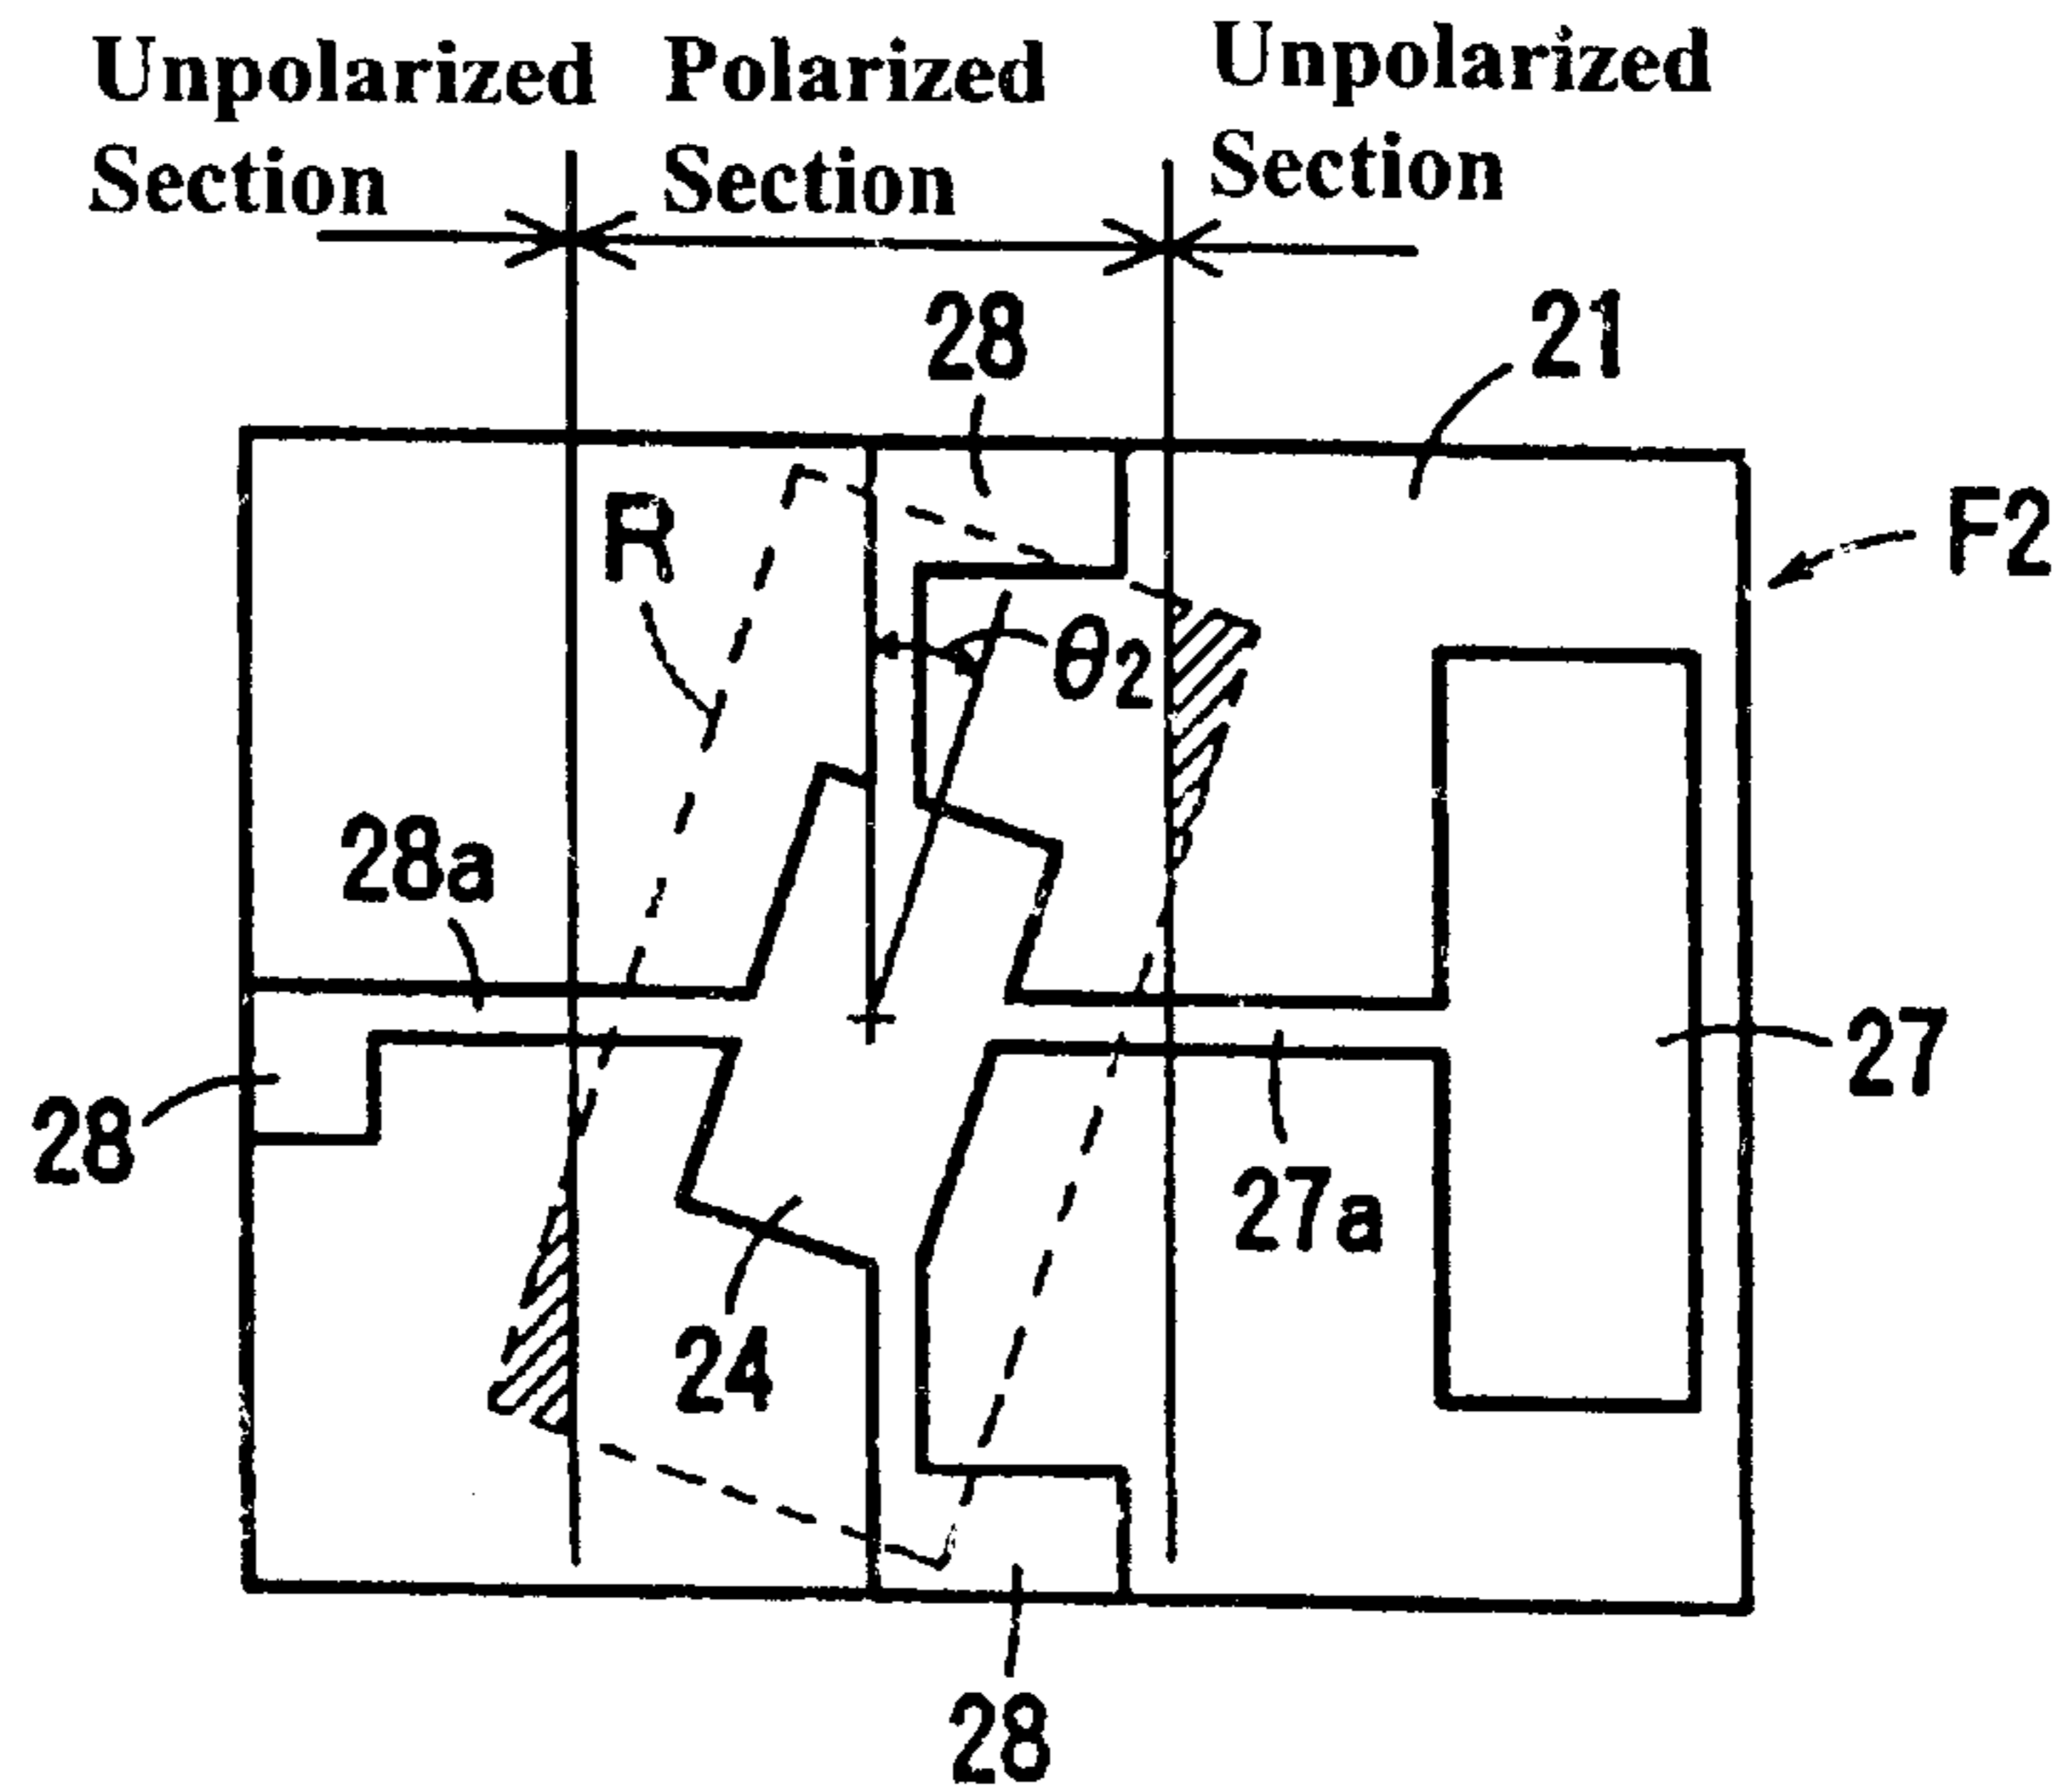 Unpolarized Section
Polarized Section
Unpolarized Section
28
21
R
F2
θ2
28a
28
27
27a
24
28